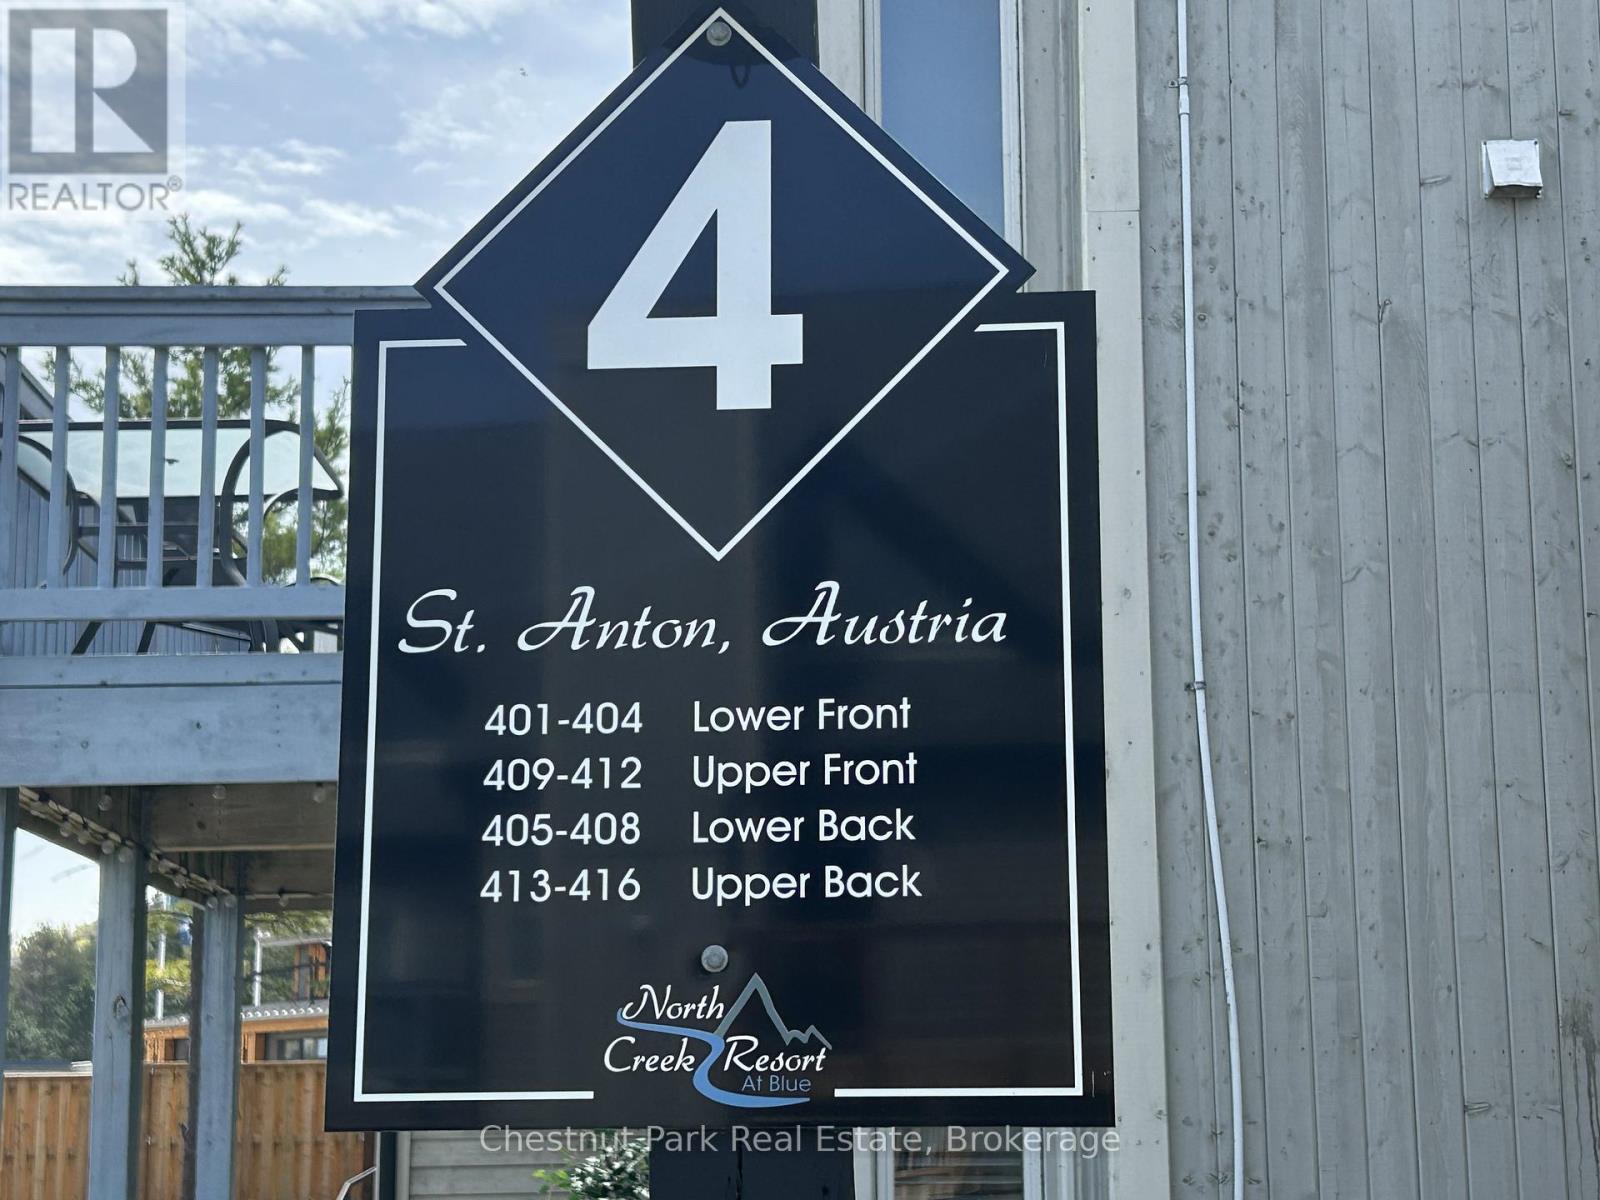 R
REALTOR®
4
St. Anton, Austria
401-404 Lower Front
409-412 Upper Front
405-408 Lower Back
413-416 Upper Back
North
Creek Resort
At Blue
Chestnut Park Real Estate, Brokerage